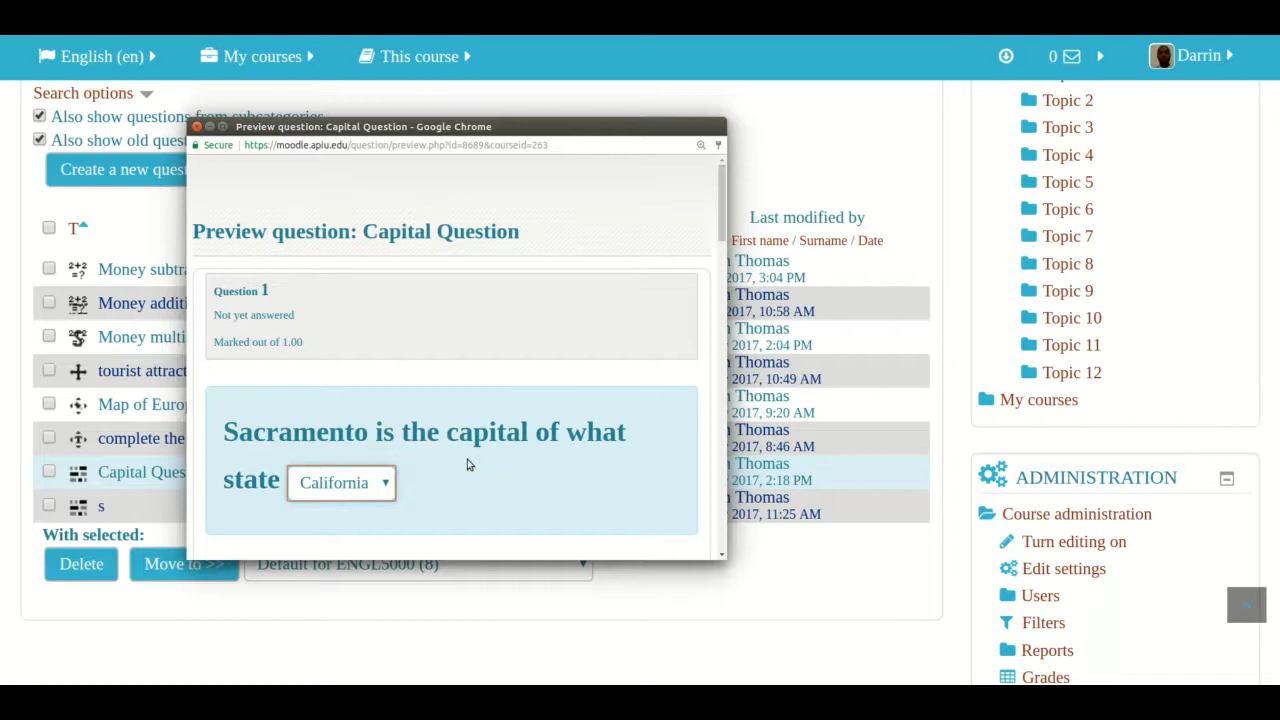 English (en) My courses This course 0 Darrin
Search options
Also show questions from subcategories
Also show old quest
Create a new quest
T
Last modified by
First name / Surname / Date
Money subtra
Thomas
2017, 3:04 PM
Money additi
Thomas
2017, 10:58 AM
Money multi
Thomas
2017, 2:04 PM
tourist attract
Thomas
2017, 10:49 AM
Map of Europ
Thomas
2017, 9:20 AM
complete the
Thomas
2017, 8:46 AM
Capital Ques
Thomas
2017, 2:18 PM
s
Thomas
2017, 11:25 AM
With selected:
Delete Move to >> Default for ENGL5000 (8)
Preview question: Capital Question - Google Chrome
Secure https://moodle.apiu.edu/question/preview.php?id=8689&courseid=263
Preview question: Capital Question
Question 1
Not yet answered
Marked out of 1.00
Sacramento is the capital of what
state California
Topic 2
Topic 3
Topic 4
Topic 5
Topic 6
Topic 7
Topic 8
Topic 9
Topic 10
Topic 11
Topic 12
My courses
ADMINISTRATION
Course administration
Turn editing on
Edit settings
Users
Filters
Reports
Grades